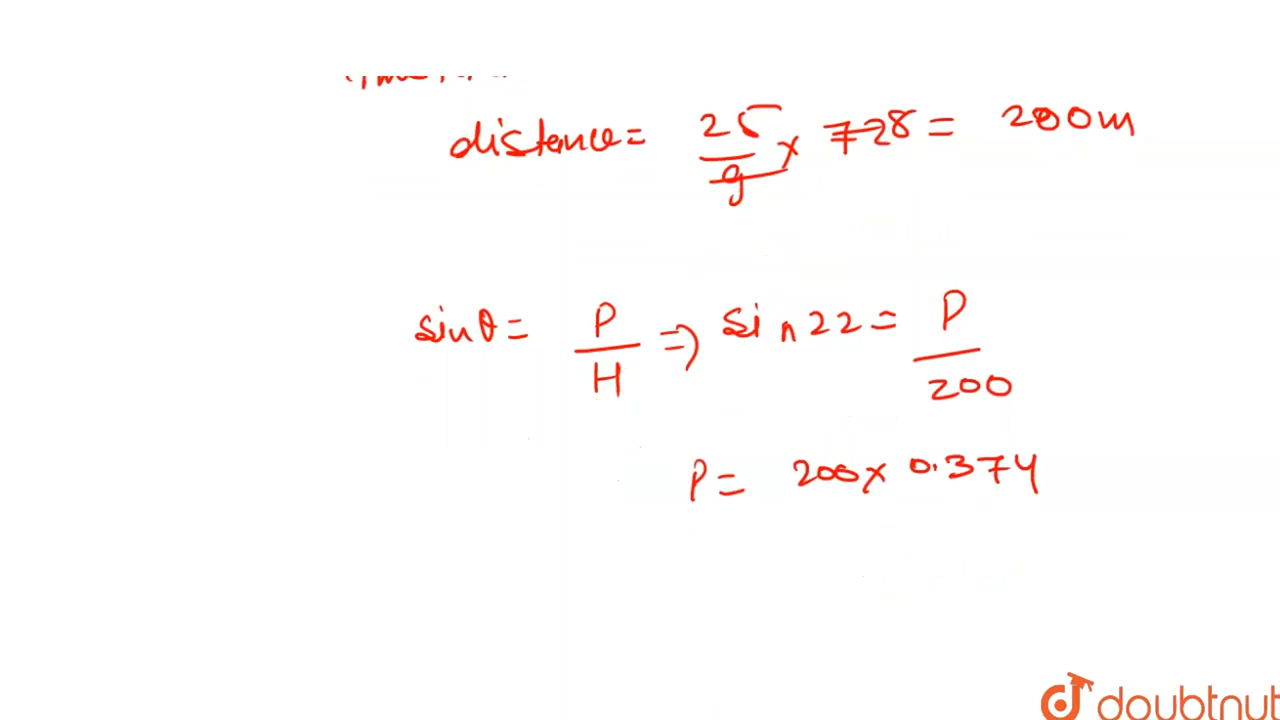 distance = 25/9 × 728 = 200m
sinθ = P/H ⇒ sin 22 = P/200
P = 200 × 0.374
doubtnut